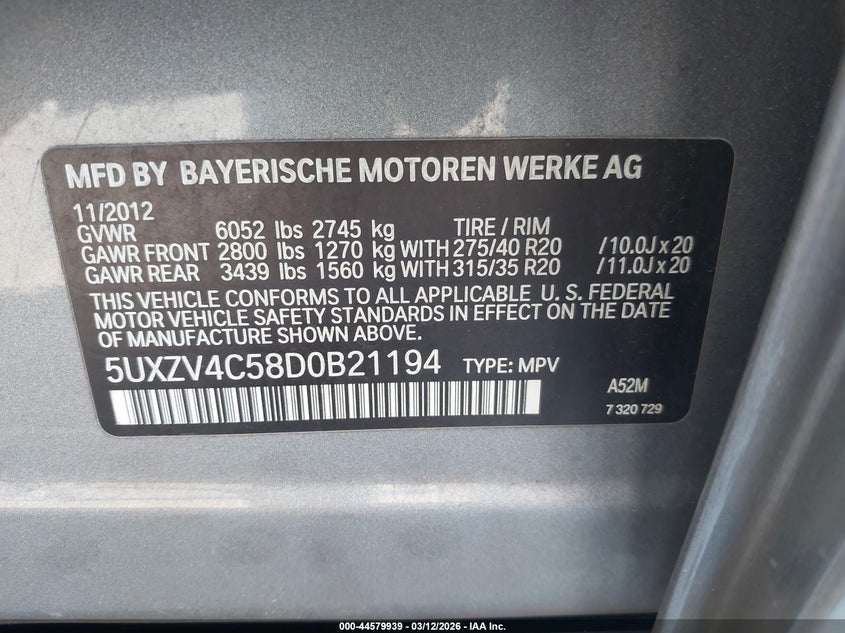 MFD BY BAYERISCHE MOTOREN WERKE AG
11/2012
GVWR 6052 lbs 2745 kg TIRE / RIM
GAWR FRONT 2800 lbs 1270 kg WITH 275/40 R20 /10.0J x 20
GAWR REAR 3439 lbs 1560 kg WITH 315/35 R20 /11.0J x 20
THIS VEHICLE CONFORMS TO ALL APPLICABLE U. S. FEDERAL
MOTOR VEHICLE SAFETY STANDARDS IN EFFECT ON THE DATE
OF MANUFACTURE SHOWN ABOVE.
5UXZV4C58D0B21194 TYPE: MPV
A52M
7 320 729
000-44579939 - 03/12/2026 - IAA Inc.